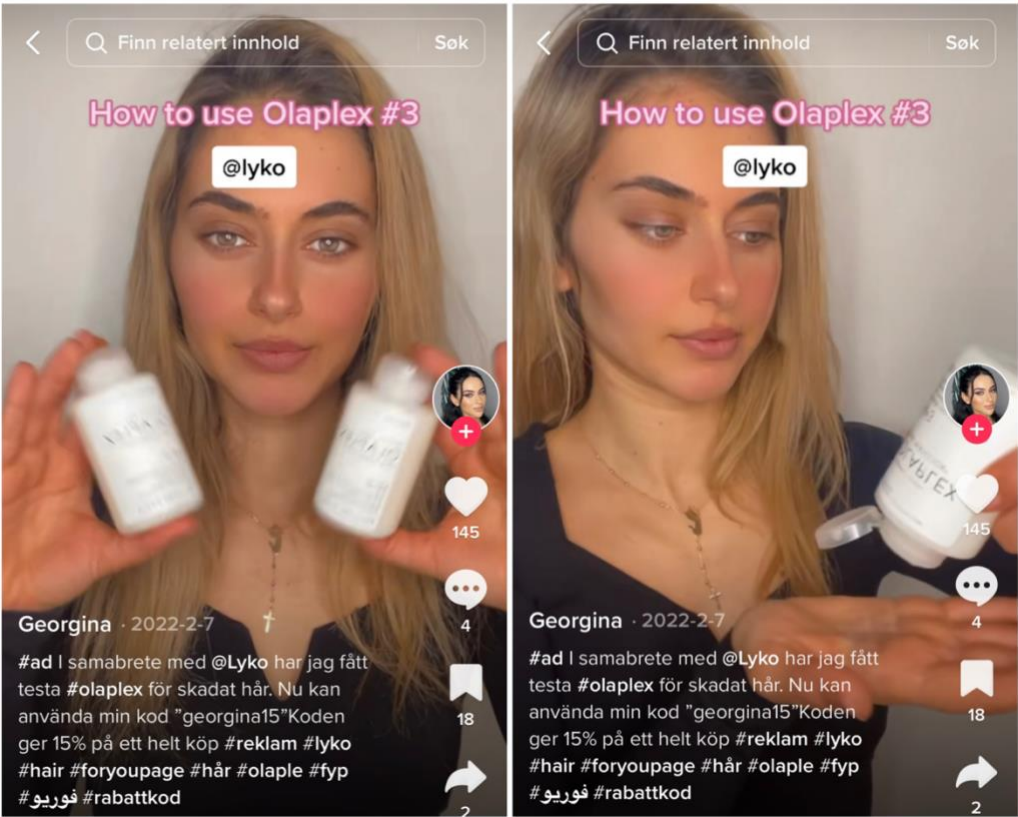 Finn relatert innhold
Søk
How to use Olaplex #3
@lyko
145
4
Georgina · 2022-2-7
#ad I samabrete med @Lyko har jag fått
testa #olaplex för skadat hår. Nu kan
använda min kod ”georgina15”Koden
ger 15% på ett helt köp #reklam #lyko
#hair #foryoupage #hår #olaple #fyp
#فوريو #rabattkod
18
2
Finn relatert innhold
Søk
How to use Olaplex #3
@lyko
OLAPLEX
145
4
Georgina · 2022-2-7
#ad I samabrete med @Lyko har jag fått
testa #olaplex för skadat hår. Nu kan
använda min kod ”georgina15”Koden
ger 15% på ett helt köp #reklam #lyko
#hair #foryoupage #hår #olaple #fyp
#فوريو #rabattkod
18
2